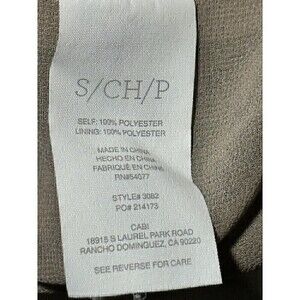 S/CH/P
SELF: 100% POLYESTER
LINING: 100% POLYESTER
MADE IN CHINA
HECHO EN CHINA
FABRIQUÉ EN CHINE
RN#54077
STYLE# 3082
PO# 214173
CABI
18915 S LAUREL PARK ROAD
RANCHO DOMINGUEZ, CA 90220
SEE REVERSE FOR CARE